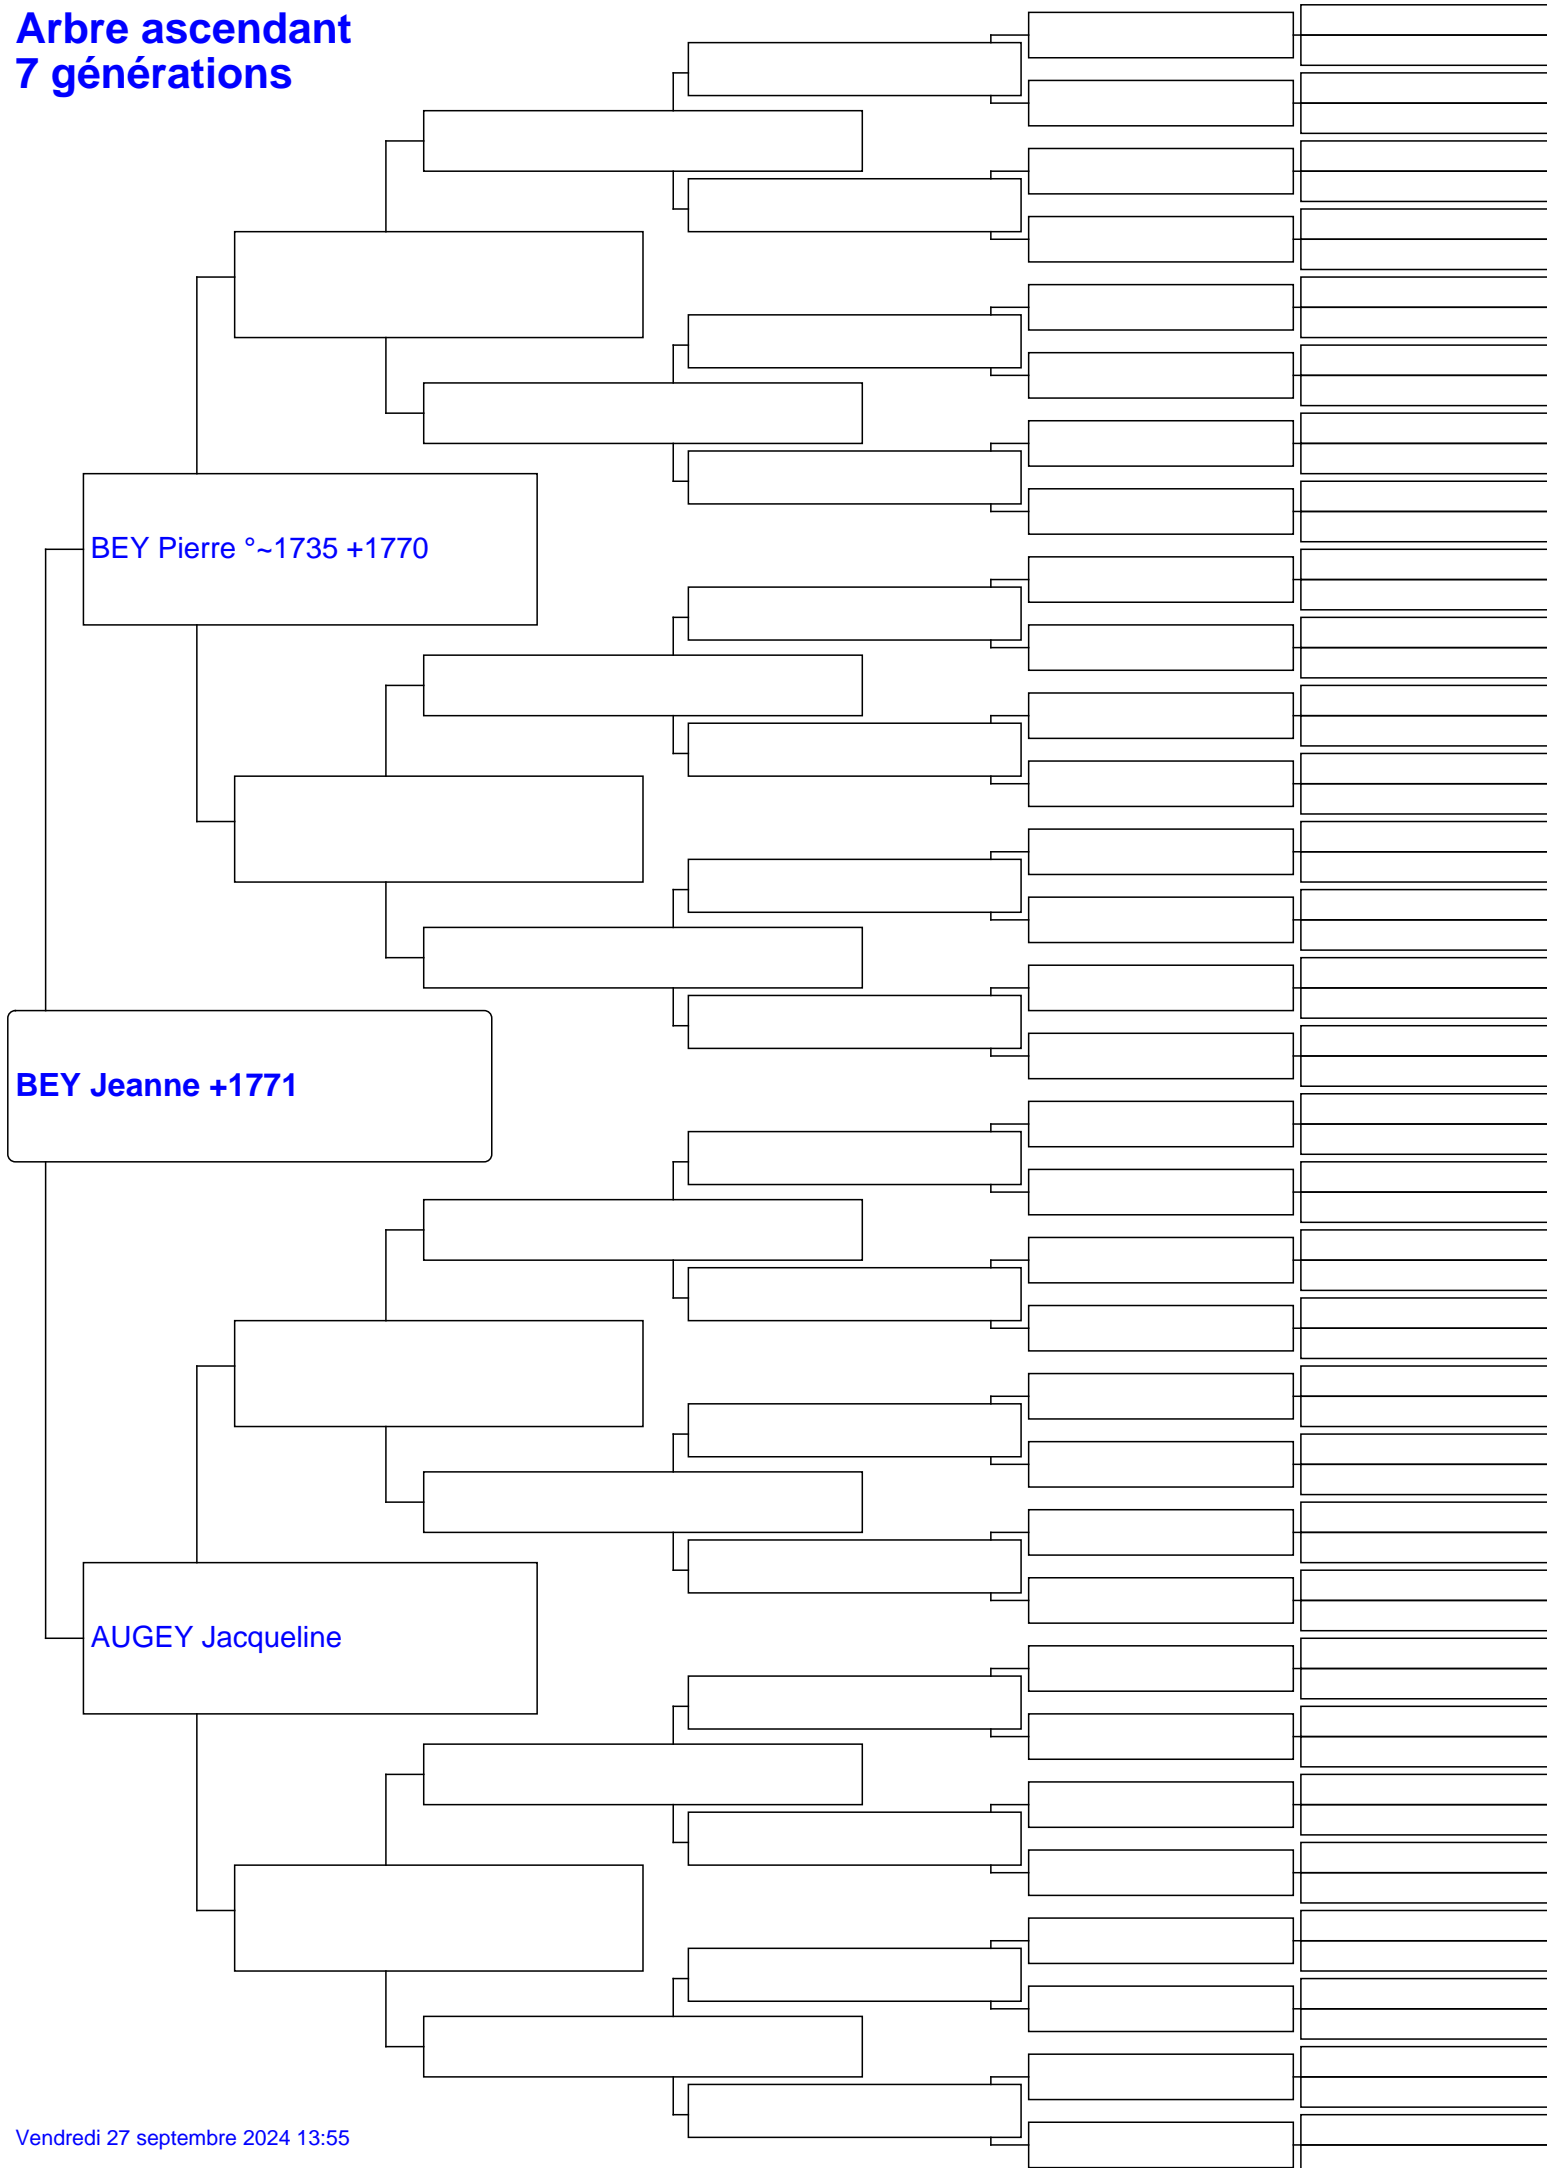 Arbre ascendant
7 générations
BEY Pierre °~1735 +1770
BEY Jeanne +1771
AUGEY Jacqueline
Vendredi 27 septembre 2024 13:55